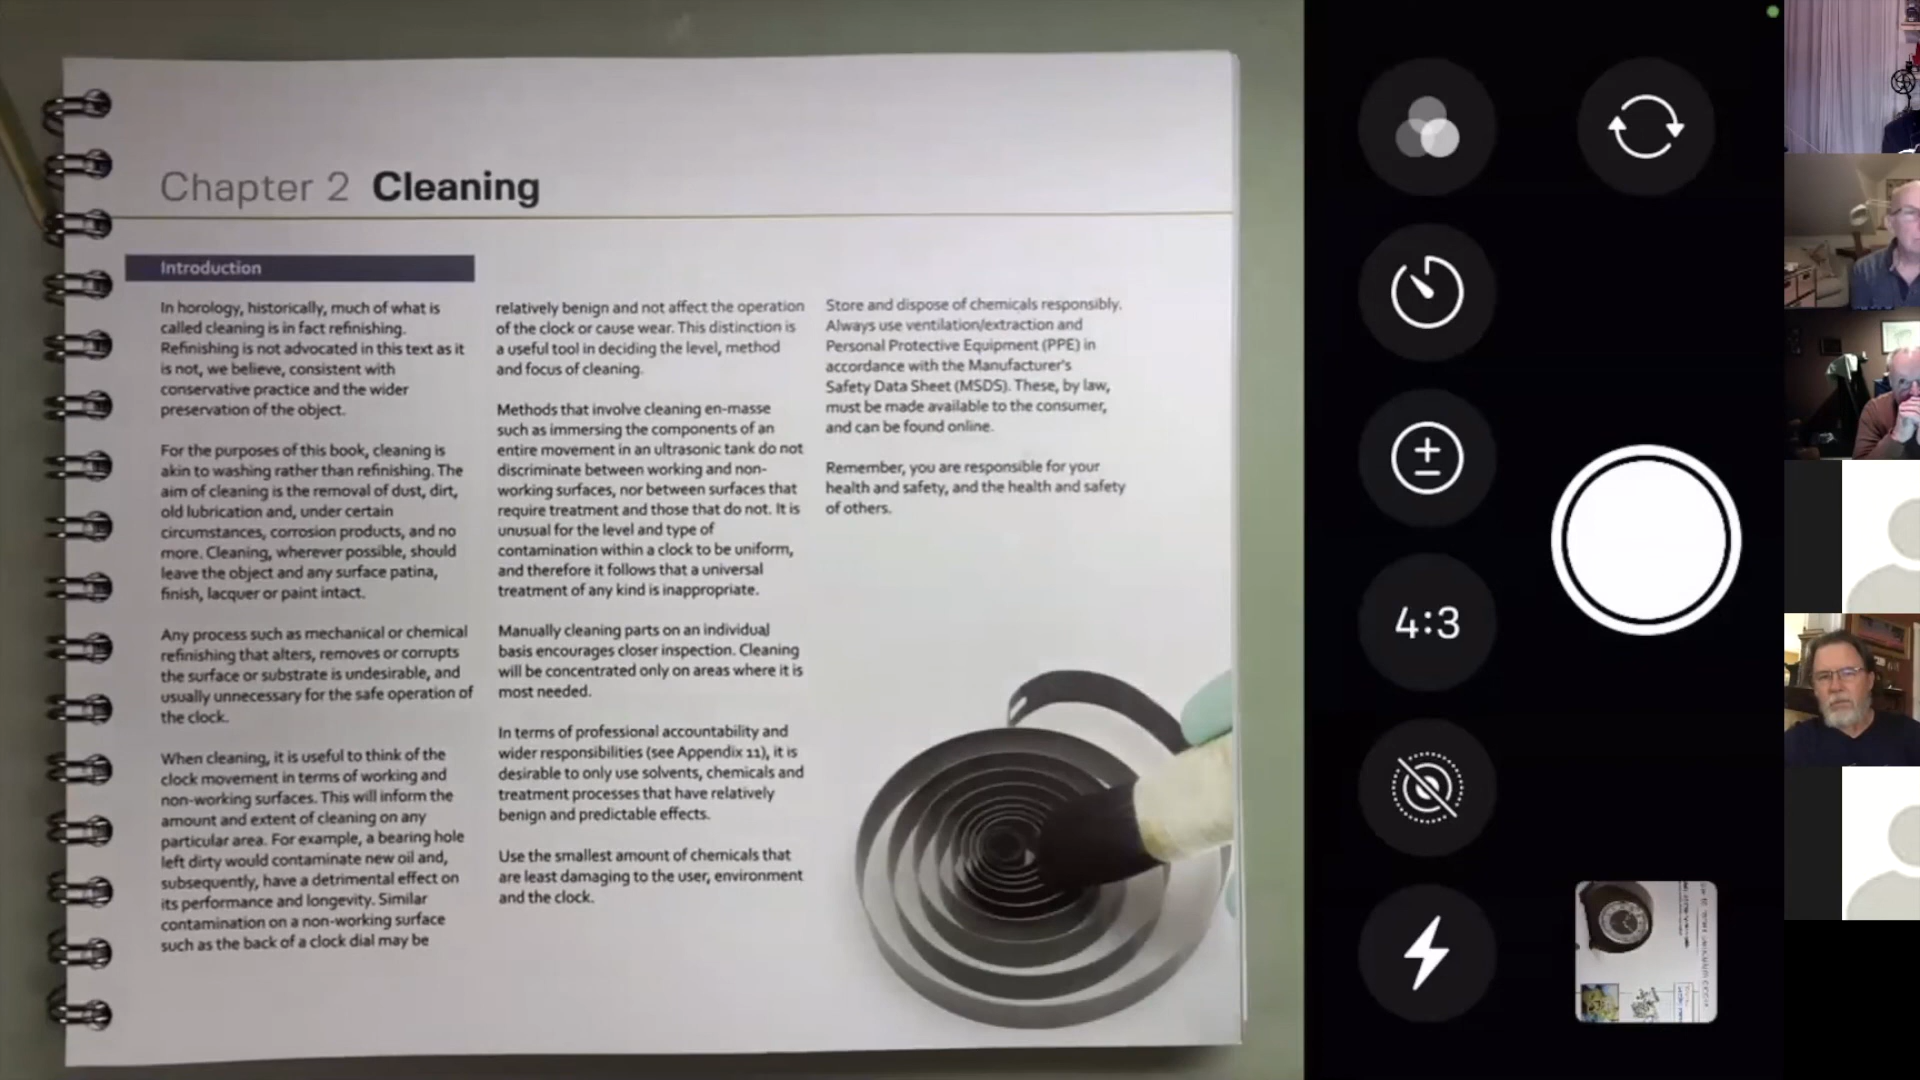 Chapter 2 Cleaning
Introduction
In horology, historically, much of what is
called cleaning is in fact refinishing.
Refinishing is not advocated in this text as it
is not, we believe, consistent with
conservative practice and the wider
preservation of the object.
For the purposes of this book, cleaning is
akin to washing rather than refinishing. The
aim of cleaning is the removal of dust, dirt,
old lubrication and, under certain
circumstances, corrosion products, and no
more. Cleaning, wherever possible, should
leave the object and any surface patina,
finish, lacquer or paint intact.
Any process such as mechanical or chemical
refinishing that alters, removes or corrupts
the surface or substrate is undesirable, and
usually unnecessary for the safe operation of
the clock.
When cleaning, it is useful to think of the
clock movement in terms of working and
non-working surfaces. This will inform the
amount and extent of cleaning on any
particular area. For example, a bearing hole
left dirty would contaminate new oil and,
subsequently, have a detrimental effect on
its performance and longevity. Similar
contamination on a non-working surface
such as the back of a clock dial may be
relatively benign and not affect the operation
of the clock or cause wear. This distinction is
a useful tool in deciding the level, method
and focus of cleaning.
Methods that involve cleaning en-masse
such as immersing the components of an
entire movement in an ultrasonic tank do not
discriminate between working and non-
working surfaces, nor between surfaces that
require treatment and those that do not. It is
unusual for the level and type of
contamination within a clock to be uniform,
and therefore it follows that a universal
treatment of any kind is inappropriate.
Manually cleaning parts on an individual
basis encourages closer inspection. Cleaning
will be concentrated only on areas where it is
most needed.
In terms of professional accountability and
wider responsibilities (see Appendix 11), it is
desirable to only use solvents, chemicals and
treatment processes that have relatively
benign and predictable effects.
Use the smallest amount of chemicals that
are least damaging to the user, environment
and the clock.
Store and dispose of chemicals responsibly.
Always use ventilation/extraction and
Personal Protective Equipment (PPE) in
accordance with the Manufacturer's
Safety Data Sheet (MSDS). These, by law,
must be made available to the consumer,
and can be found online.
Remember, you are responsible for your
health and safety, and the health and safety
of others.
4:3